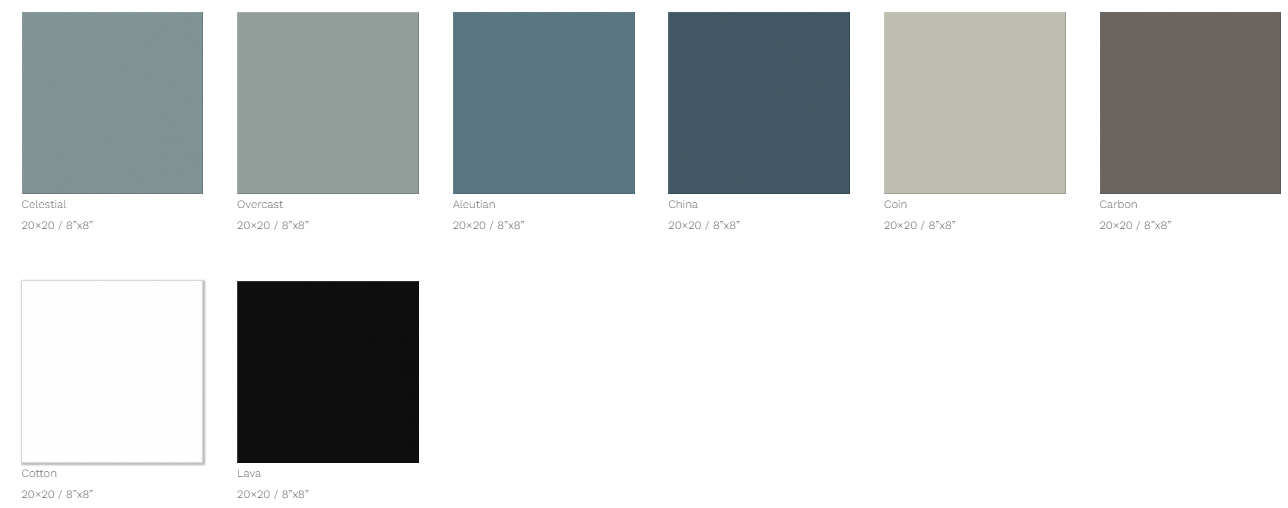 Celestial
20×20 / 8”x8”
Overcast
20×20 / 8”x8”
Aleutian
20×20 / 8”x8”
China
20×20 / 8”x8”
Coin
20×20 / 8”x8”
Carbon
20×20 / 8”x8”
Cotton
20×20 / 8”x8”
Lava
20×20 / 8”x8”